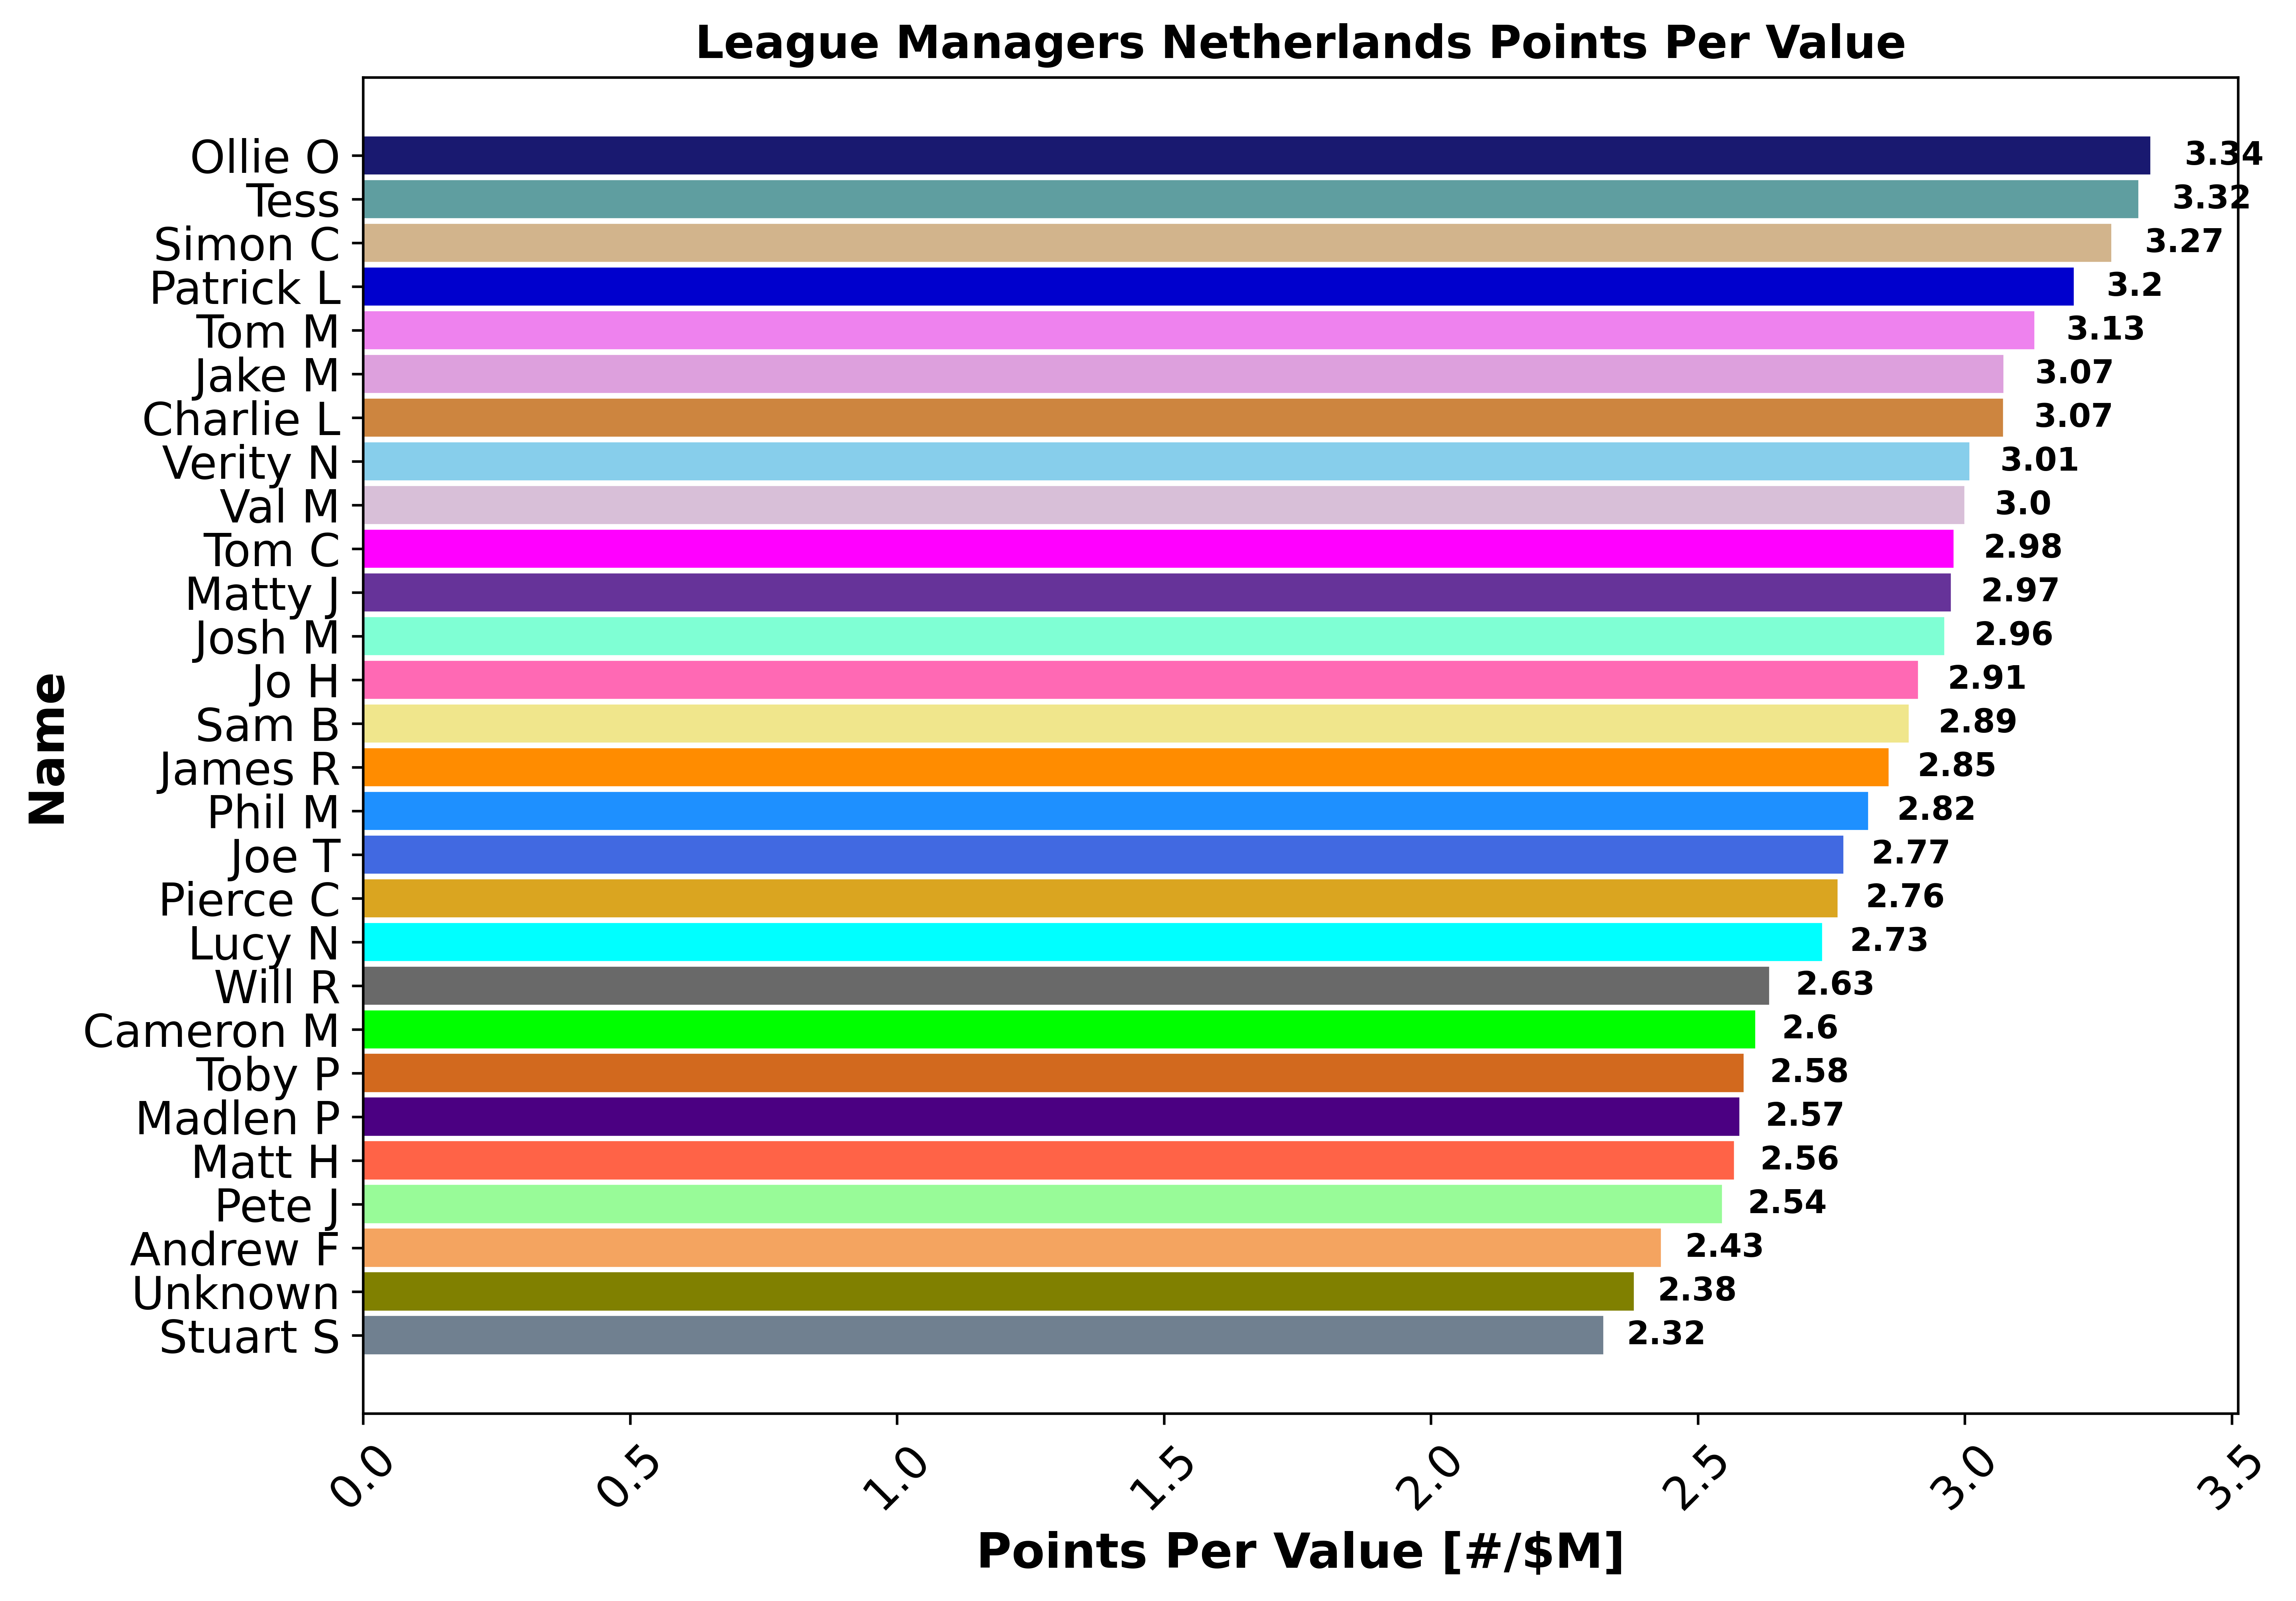 League Managers Netherlands Points Per Value
Name
Ollie O 3.34
Tess 3.32
Simon C 3.27
Patrick L 3.2
Tom M 3.13
Jake M 3.07
Charlie L 3.07
Verity N 3.01
Val M 3.0
Tom C 2.98
Matty J 2.97
Josh M 2.96
Jo H 2.91
Sam B 2.89
James R 2.85
Phil M 2.82
Joe T 2.77
Pierce C 2.76
Lucy N 2.73
Will R 2.63
Cameron M 2.6
Toby P 2.58
Madlen P 2.57
Matt H 2.56
Pete J 2.54
Andrew F 2.43
Unknown 2.38
Stuart S 2.32
0.0 0.5 1.0 1.5 2.0 2.5 3.0 3.5
Points Per Value [#/$M]